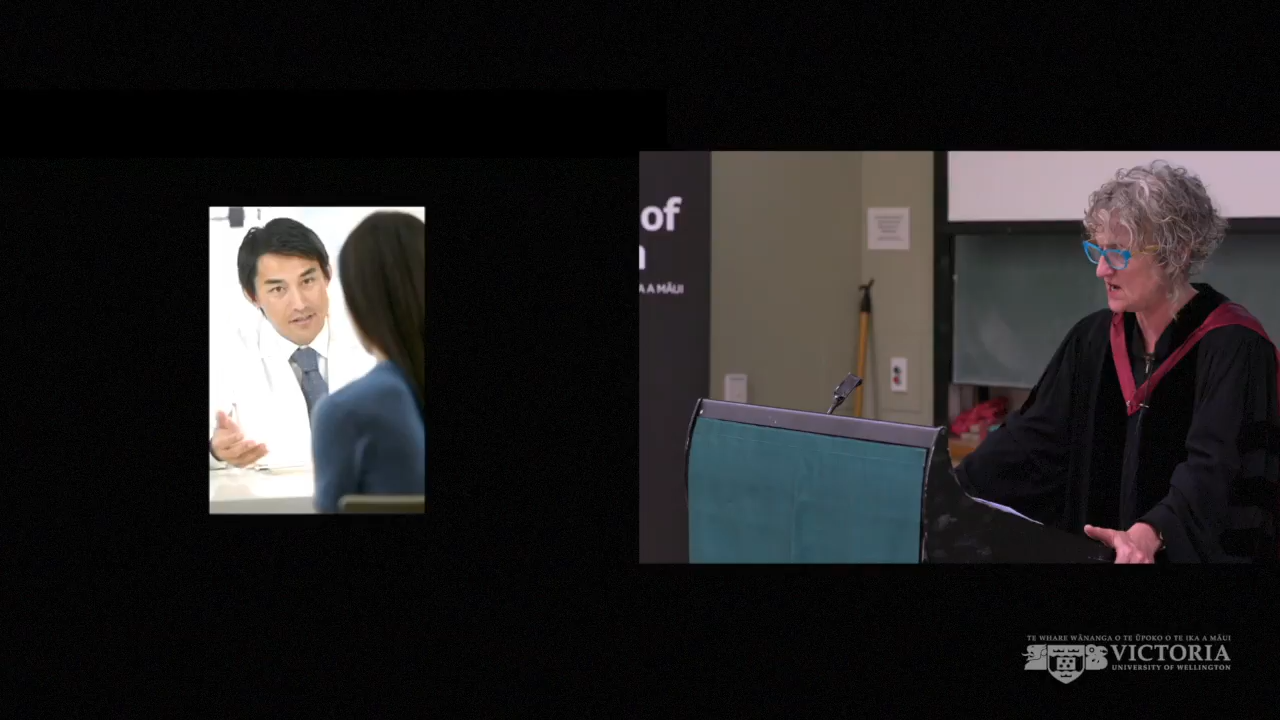 of
A A MĀUI
TE WHARE WĀNANGA O TE ŪPOKO O TE IKA A MĀUI
VICTORIA
UNIVERSITY OF WELLINGTON